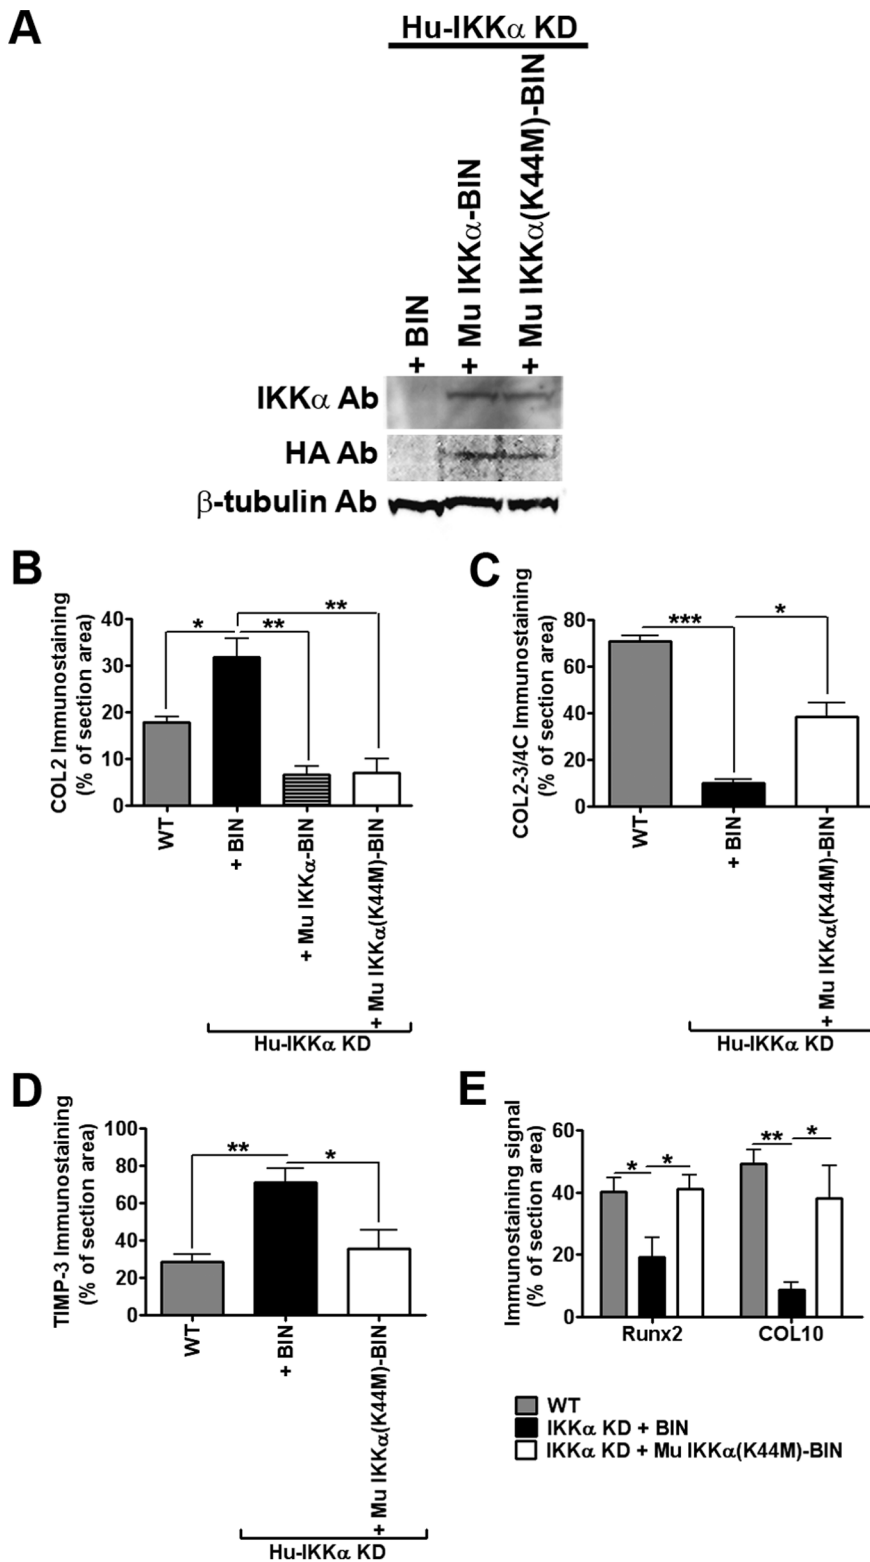 A
Hu-IKKα KD
+ BIN
+ Mu IKKα-BIN
+ Mu IKKα(K44M)-BIN
IKKα Ab
HA Ab
β-tubulin Ab
B
COL2 Immunostaining
(% of section area)
40
30
20
10
0
*
**
**
WT
+ BIN
+ Mu IKKα-BIN
+ Mu IKKα(K44M)-BIN
Hu-IKKα KD
C
COL2-3/4C Immunostaining
(% of section area)
80
60
40
20
0
***
*
WT
+ BIN
+ Mu IKKα(K44M)-BIN
Hu-IKKα KD
D
TIMP-3 Immunostaining
(% of section area)
100
80
60
40
20
0
**
*
WT
+ BIN
+ Mu IKKα(K44M)-BIN
Hu-IKKα KD
E
Immunostaining signal
(% of section area)
60
40
20
0
*
*
**
*
Runx2
COL10
WT
IKKα KD + BIN
IKKα KD + Mu IKKα(K44M)-BIN